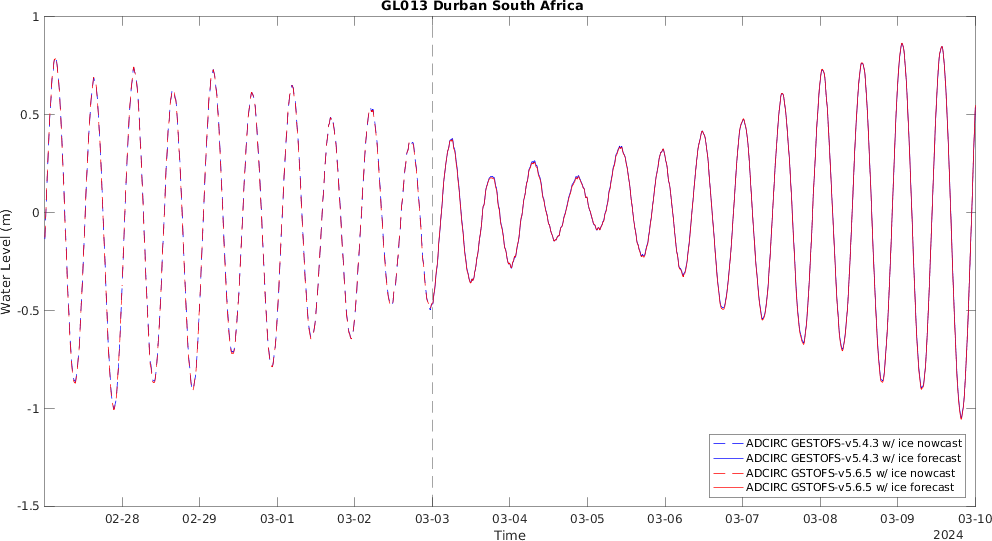 GL013 Durban South Africa
1
0.5
0
-0.5
-1
-1.5
Water Level (m)
ADCIRC GESTOFS-v5.4.3 w/ ice nowcast
ADCIRC GESTOFS-v5.4.3 w/ ice forecast
ADCIRC GSTOFS-v5.6.5 w/ ice nowcast
ADCIRC GSTOFS-v5.6.5 w/ ice forecast
02-28 02-29 03-01 03-02 03-03 03-04 03-05 03-06 03-07 03-08 03-09 03-10
Time
2024